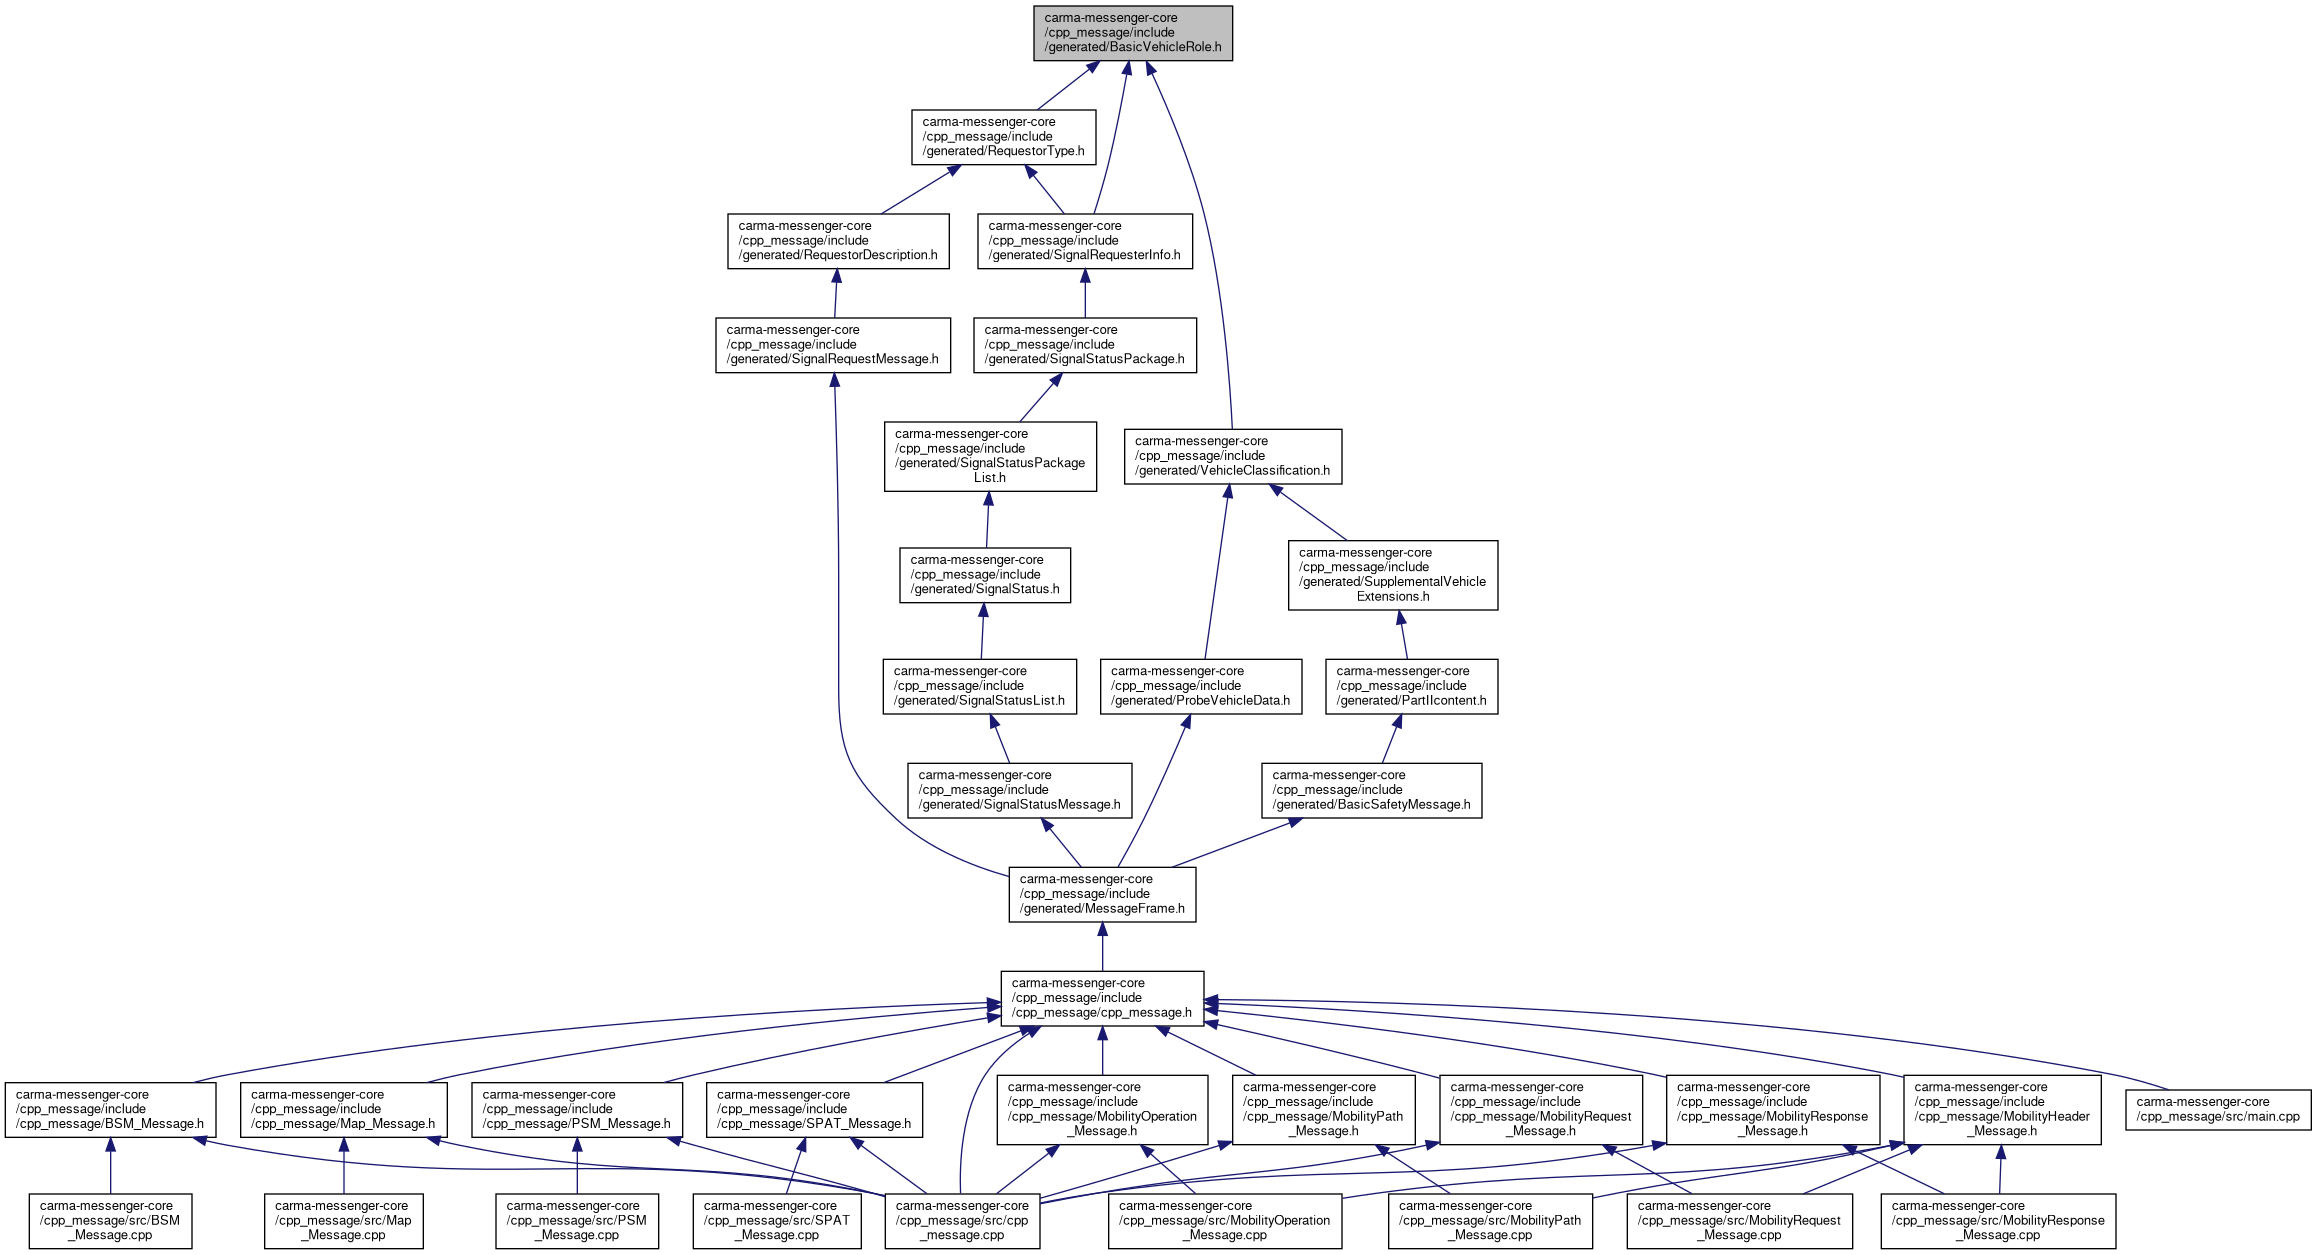 carma-messenger-core
/cpp_message/include
/generated/BasicVehicleRole.h
carma-messenger-core
/cpp_message/include
/generated/RequestorType.h
carma-messenger-core
/cpp_message/include
/generated/RequestorDescription.h
carma-messenger-core
/cpp_message/include
/generated/SignalRequesterInfo.h
carma-messenger-core
/cpp_message/include
/generated/SignalRequestMessage.h
carma-messenger-core
/cpp_message/include
/generated/SignalStatusPackage.h
carma-messenger-core
/cpp_message/include
/generated/SignalStatusPackage
List.h
carma-messenger-core
/cpp_message/include
/generated/VehicleClassification.h
carma-messenger-core
/cpp_message/include
/generated/SignalStatus.h
carma-messenger-core
/cpp_message/include
/generated/SupplementalVehicle
Extensions.h
carma-messenger-core
/cpp_message/include
/generated/SignalStatusList.h
carma-messenger-core
/cpp_message/include
/generated/ProbeVehicleData.h
carma-messenger-core
/cpp_message/include
/generated/PartIIcontent.h
carma-messenger-core
/cpp_message/include
/generated/SignalStatusMessage.h
carma-messenger-core
/cpp_message/include
/generated/BasicSafetyMessage.h
carma-messenger-core
/cpp_message/include
/generated/MessageFrame.h
carma-messenger-core
/cpp_message/include
/cpp_message/cpp_message.h
carma-messenger-core
/cpp_message/include
/cpp_message/BSM_Message.h
carma-messenger-core
/cpp_message/include
/cpp_message/Map_Message.h
carma-messenger-core
/cpp_message/include
/cpp_message/PSM_Message.h
carma-messenger-core
/cpp_message/include
/cpp_message/SPAT_Message.h
carma-messenger-core
/cpp_message/include
/cpp_message/MobilityOperation
_Message.h
carma-messenger-core
/cpp_message/include
/cpp_message/MobilityPath
_Message.h
carma-messenger-core
/cpp_message/include
/cpp_message/MobilityRequest
_Message.h
carma-messenger-core
/cpp_message/include
/cpp_message/MobilityResponse
_Message.h
carma-messenger-core
/cpp_message/include
/cpp_message/MobilityHeader
_Message.h
carma-messenger-core
/cpp_message/src/main.cpp
carma-messenger-core
/cpp_message/src/BSM
_Message.cpp
carma-messenger-core
/cpp_message/src/Map
_Message.cpp
carma-messenger-core
/cpp_message/src/PSM
_Message.cpp
carma-messenger-core
/cpp_message/src/SPAT
_Message.cpp
carma-messenger-core
/cpp_message/src/cpp
_message.cpp
carma-messenger-core
/cpp_message/src/MobilityOperation
_Message.cpp
carma-messenger-core
/cpp_message/src/MobilityPath
_Message.cpp
carma-messenger-core
/cpp_message/src/MobilityRequest
_Message.cpp
carma-messenger-core
/cpp_message/src/MobilityResponse
_Message.cpp